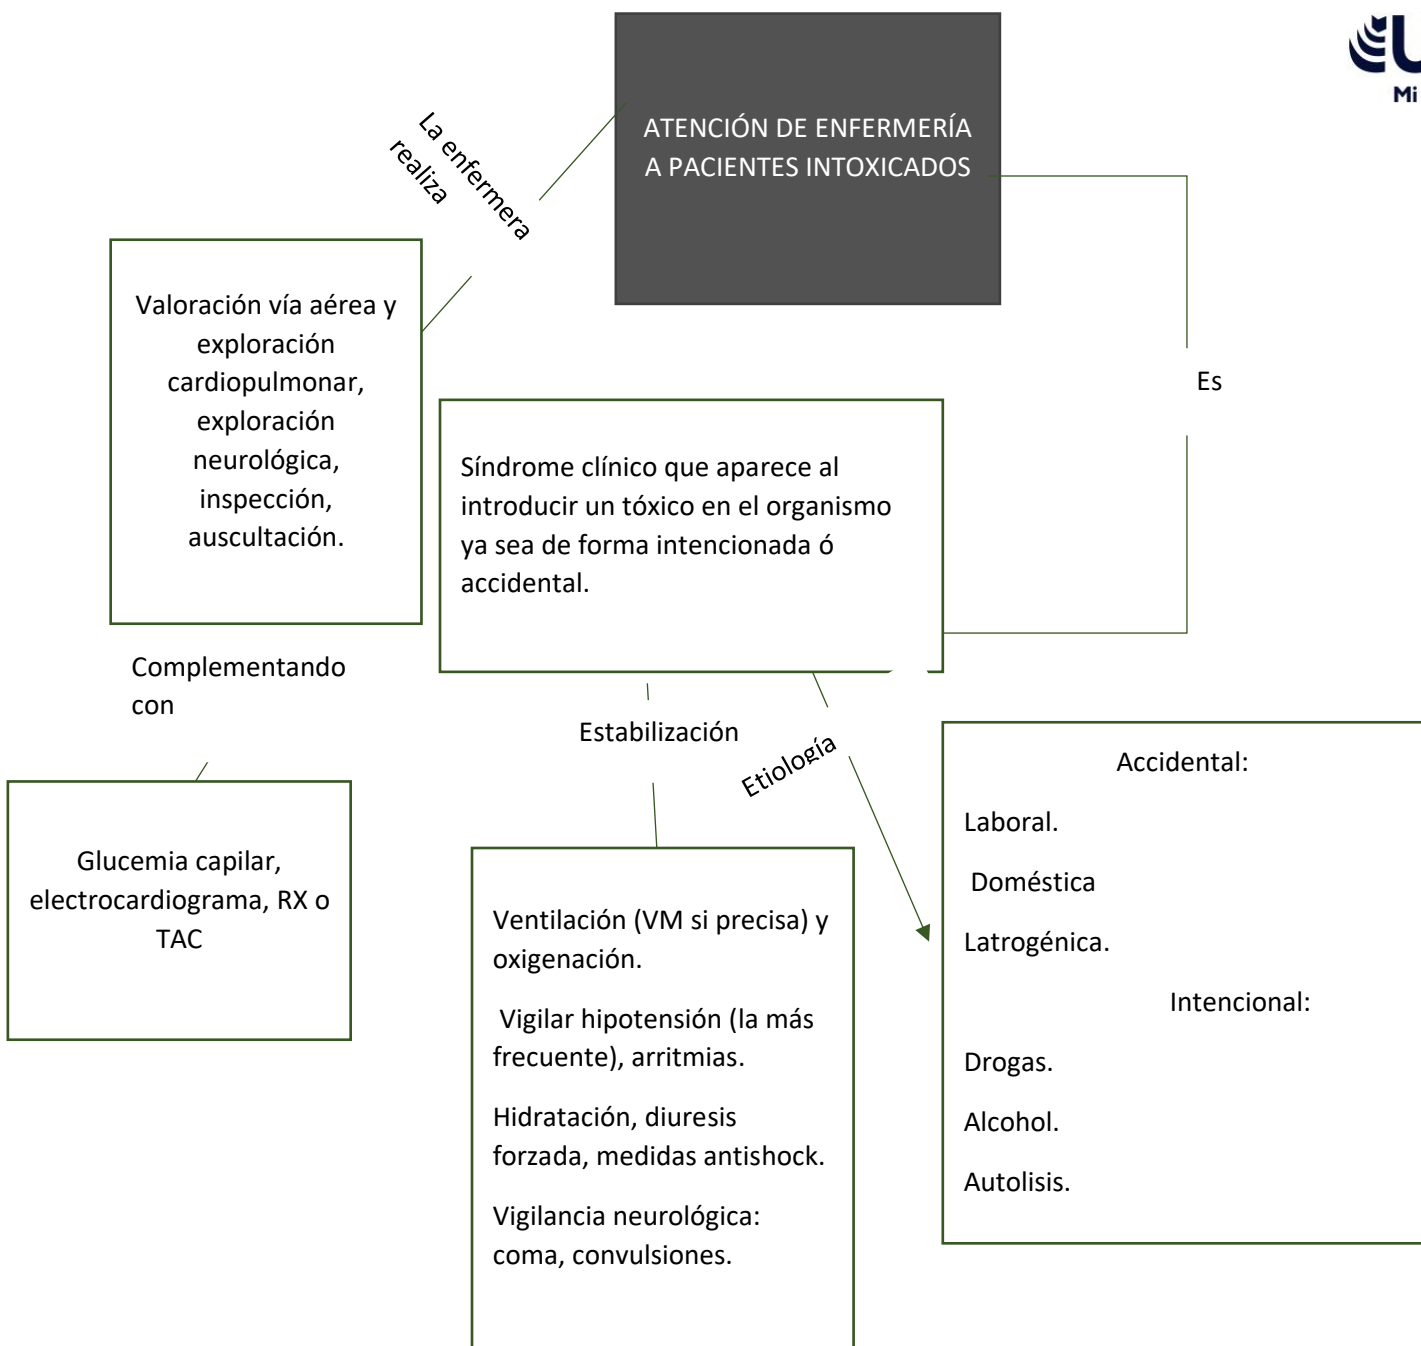 Mi
ATENCIÓN DE ENFERMERÍA
A PACIENTES INTOXICADOS
La enfermera
realiza
Es
Valoración vía aérea y
exploración
cardiopulmonar,
exploración
neurológica,
inspección,
auscultación.
Síndrome clínico que aparece al
introducir un tóxico en el organismo
ya sea de forma intencionada ó
accidental.
Complementando
con
Estabilización
Etiología
Glucemia capilar,
electrocardiograma, RX o
TAC
Ventilación (VM si precisa) y
oxigenación.
Vigilar hipotensión (la más
frecuente), arritmias.
Hidratación, diuresis
forzada, medidas antishock.
Vigilancia neurológica:
coma, convulsiones.
Accidental:
Laboral.
Doméstica
Latrogénica.
Intencional:
Drogas.
Alcohol.
Autolisis.